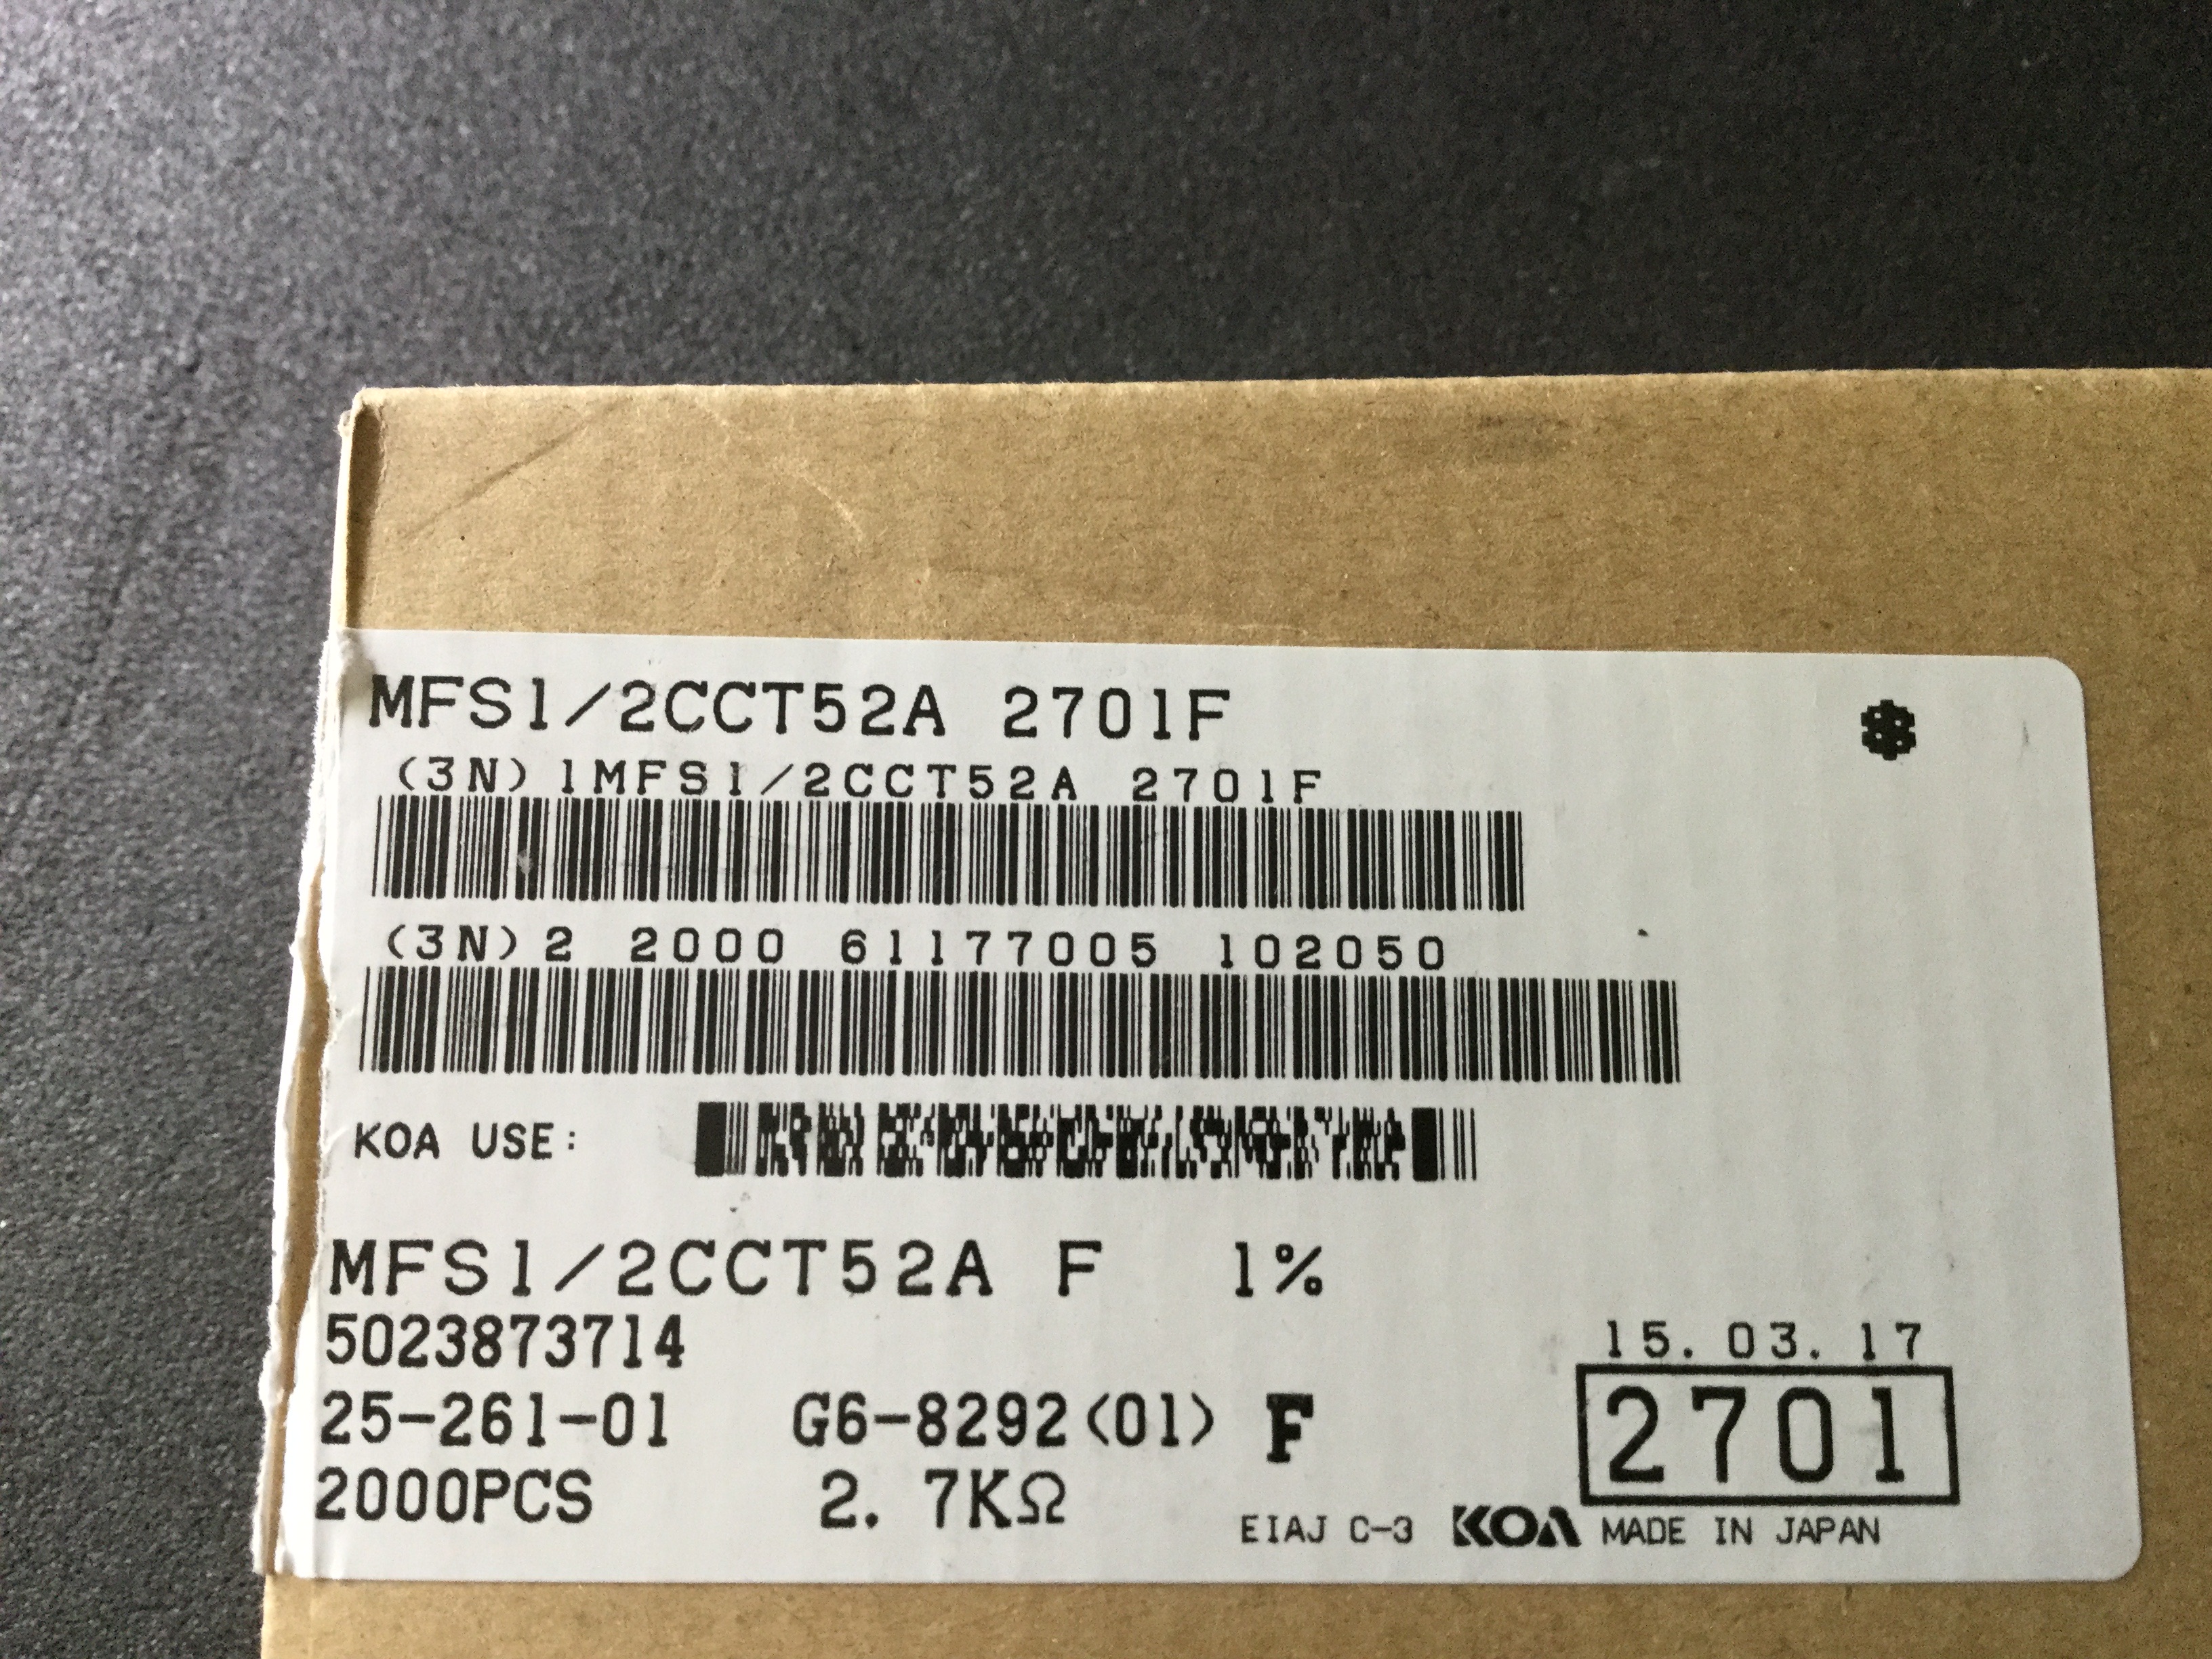 MFS1/2CCT52A 2701F
(3N)1MFS1/2CCT52A 2701F
(3N)2 2000 61177005 102050
KOA USE:
MFS1/2CCT52A F 1%
5023873714
15.03.17
25-261-01 G6-8292(01) F 2701
2000PCS 2.7KΩ
EIAJ C-3 KOA MADE IN JAPAN